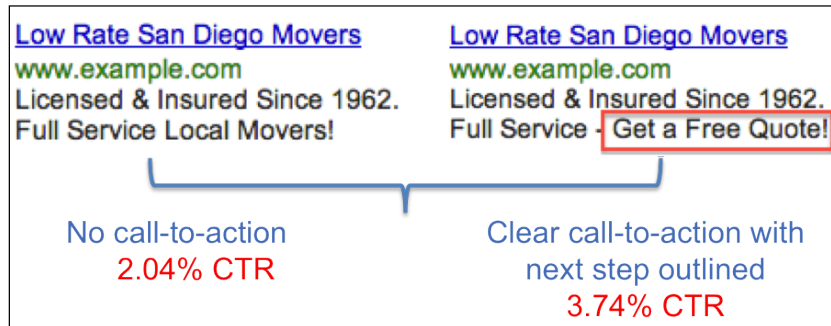 Low Rate San Diego Movers
www.example.com
Licensed & Insured Since 1962.
Full Service Local Movers!
Low Rate San Diego Movers
www.example.com
Licensed & Insured Since 1962.
Full Service - Get a Free Quote!
No call-to-action
2.04% CTR
Clear call-to-action with
next step outlined
3.74% CTR